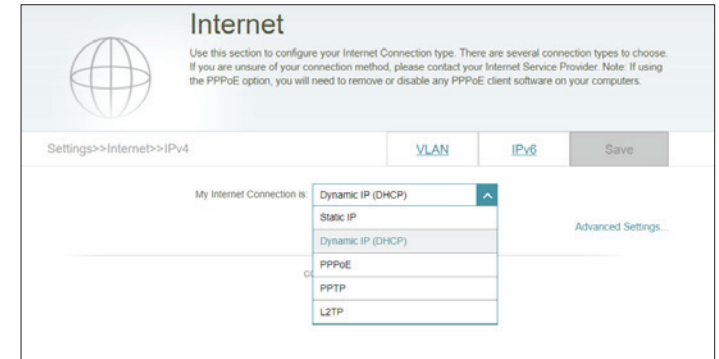 Internet
Use this section to configure your Internet Connection type. There are several connection types to choose.
If you are unsure of your connection method, please contact your Internet Service Provider. Note: If using
the PPPoE option, you will need to remove or disable any PPPoE client software on your computers.
Settings>>Internet>>IPv4
VLAN
IPv6
Save
My Internet Connection is:
Dynamic IP (DHCP)
Static IP
Dynamic IP (DHCP)
PPPoE
PPTP
L2TP
Advanced Settings...